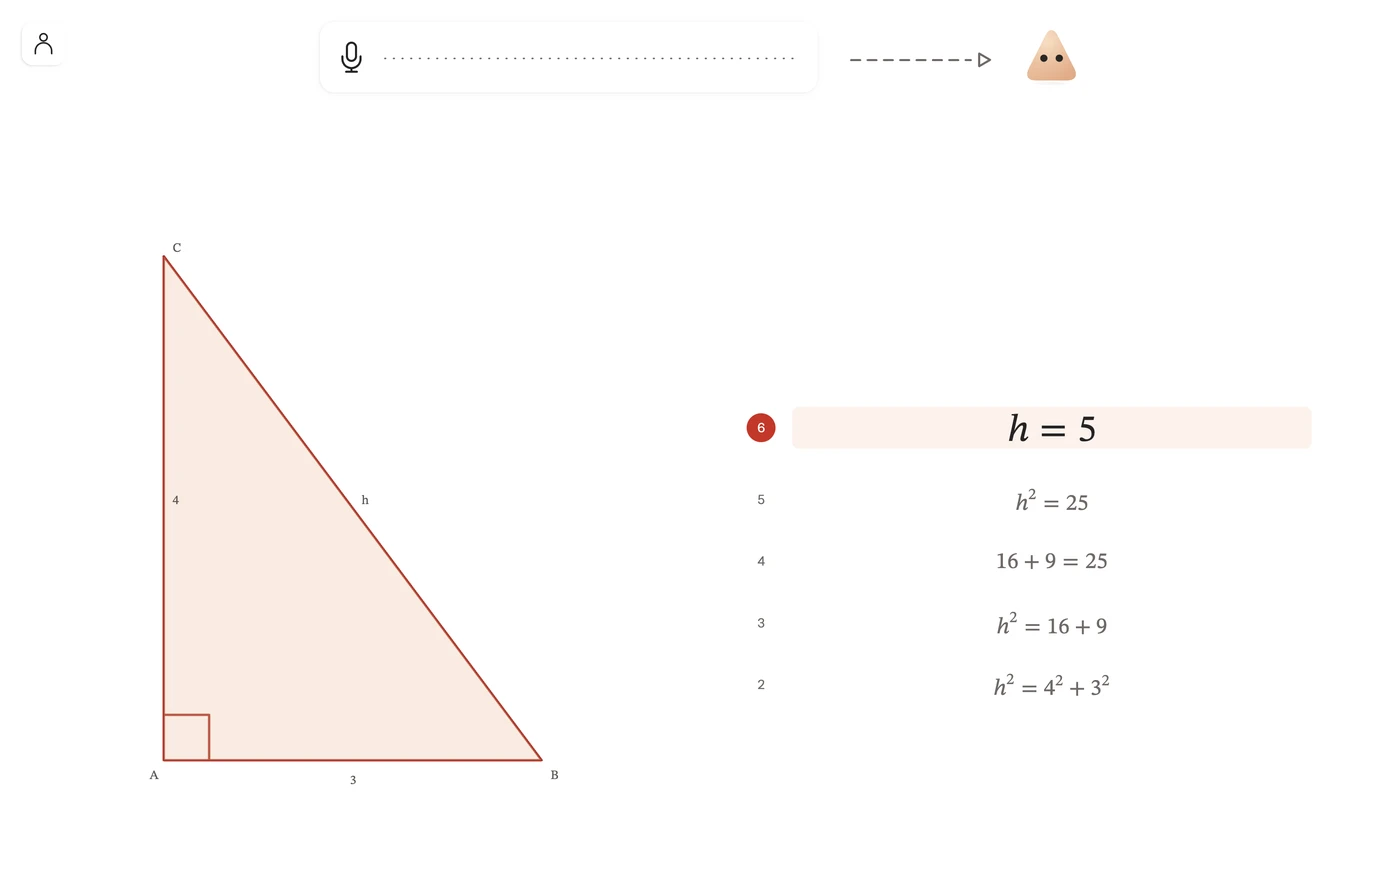 C
4
h
A
3
B
6 h = 5
5 h² = 25
4 16 + 9 = 25
3 h² = 16 + 9
2 h² = 4² + 3²